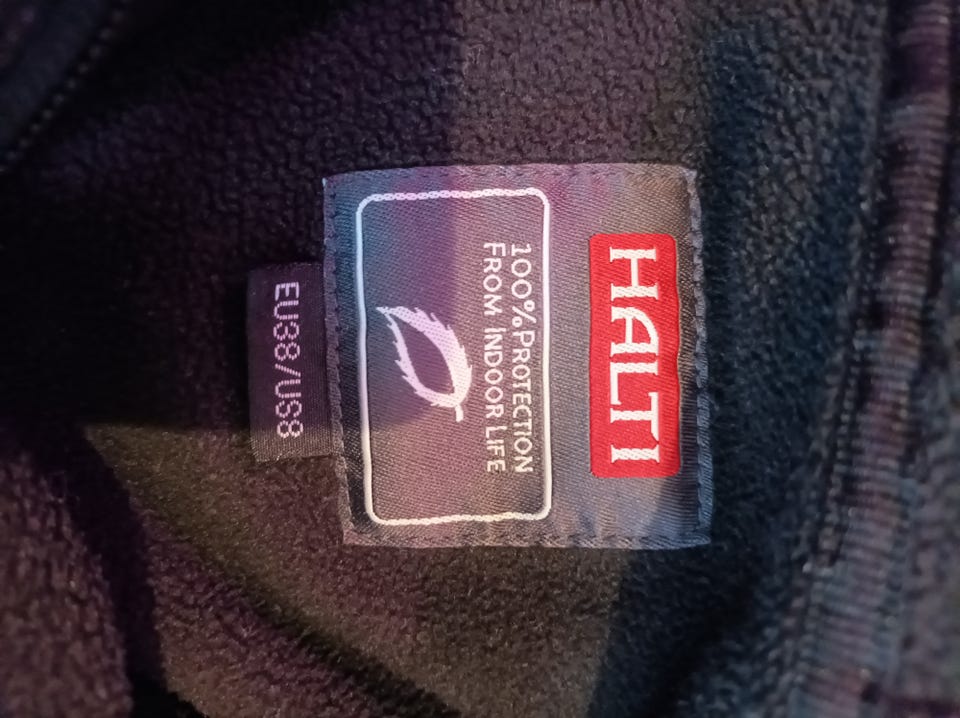 HALTI
100% PROTECTION
FROM INDOOR LIFE
EU38/US8